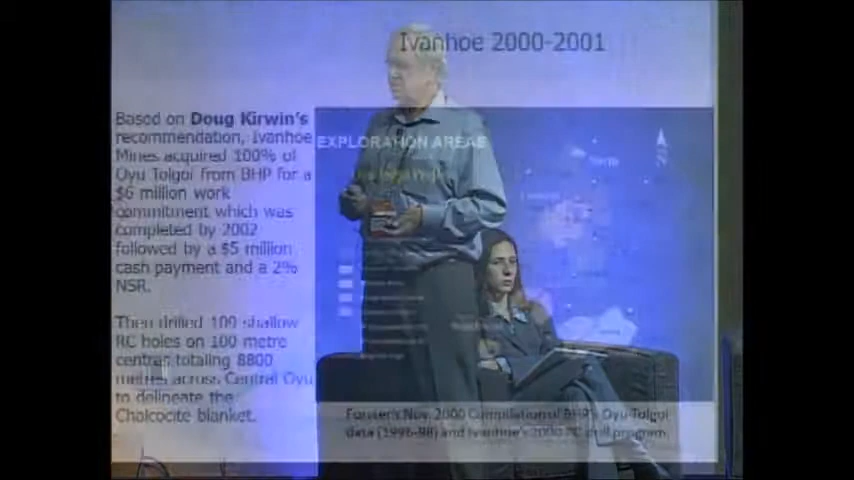 Ivanhoe 2000-2001
Based on Doug Kirwin's
recommendation, Ivanhoe
Mines acquired 100% of
Oyu Tolgoi from BHP for a
$6 million work
commitment which was
completed by 2002
followed by a $5 million
cash payment and a 2%
NSR.
Then drilled 100 shallow
RC holes on 100 metre
centres totaling 8800
metres across Central Oyu
to delineate the
Chalcocite blanket.
EXPLORATION AREAS
N
Forster's Nov. 2000 Compilation of BHP's Oyu Tolgoi
data (1996-98) and Ivanhoe's 2000 RC drill program.